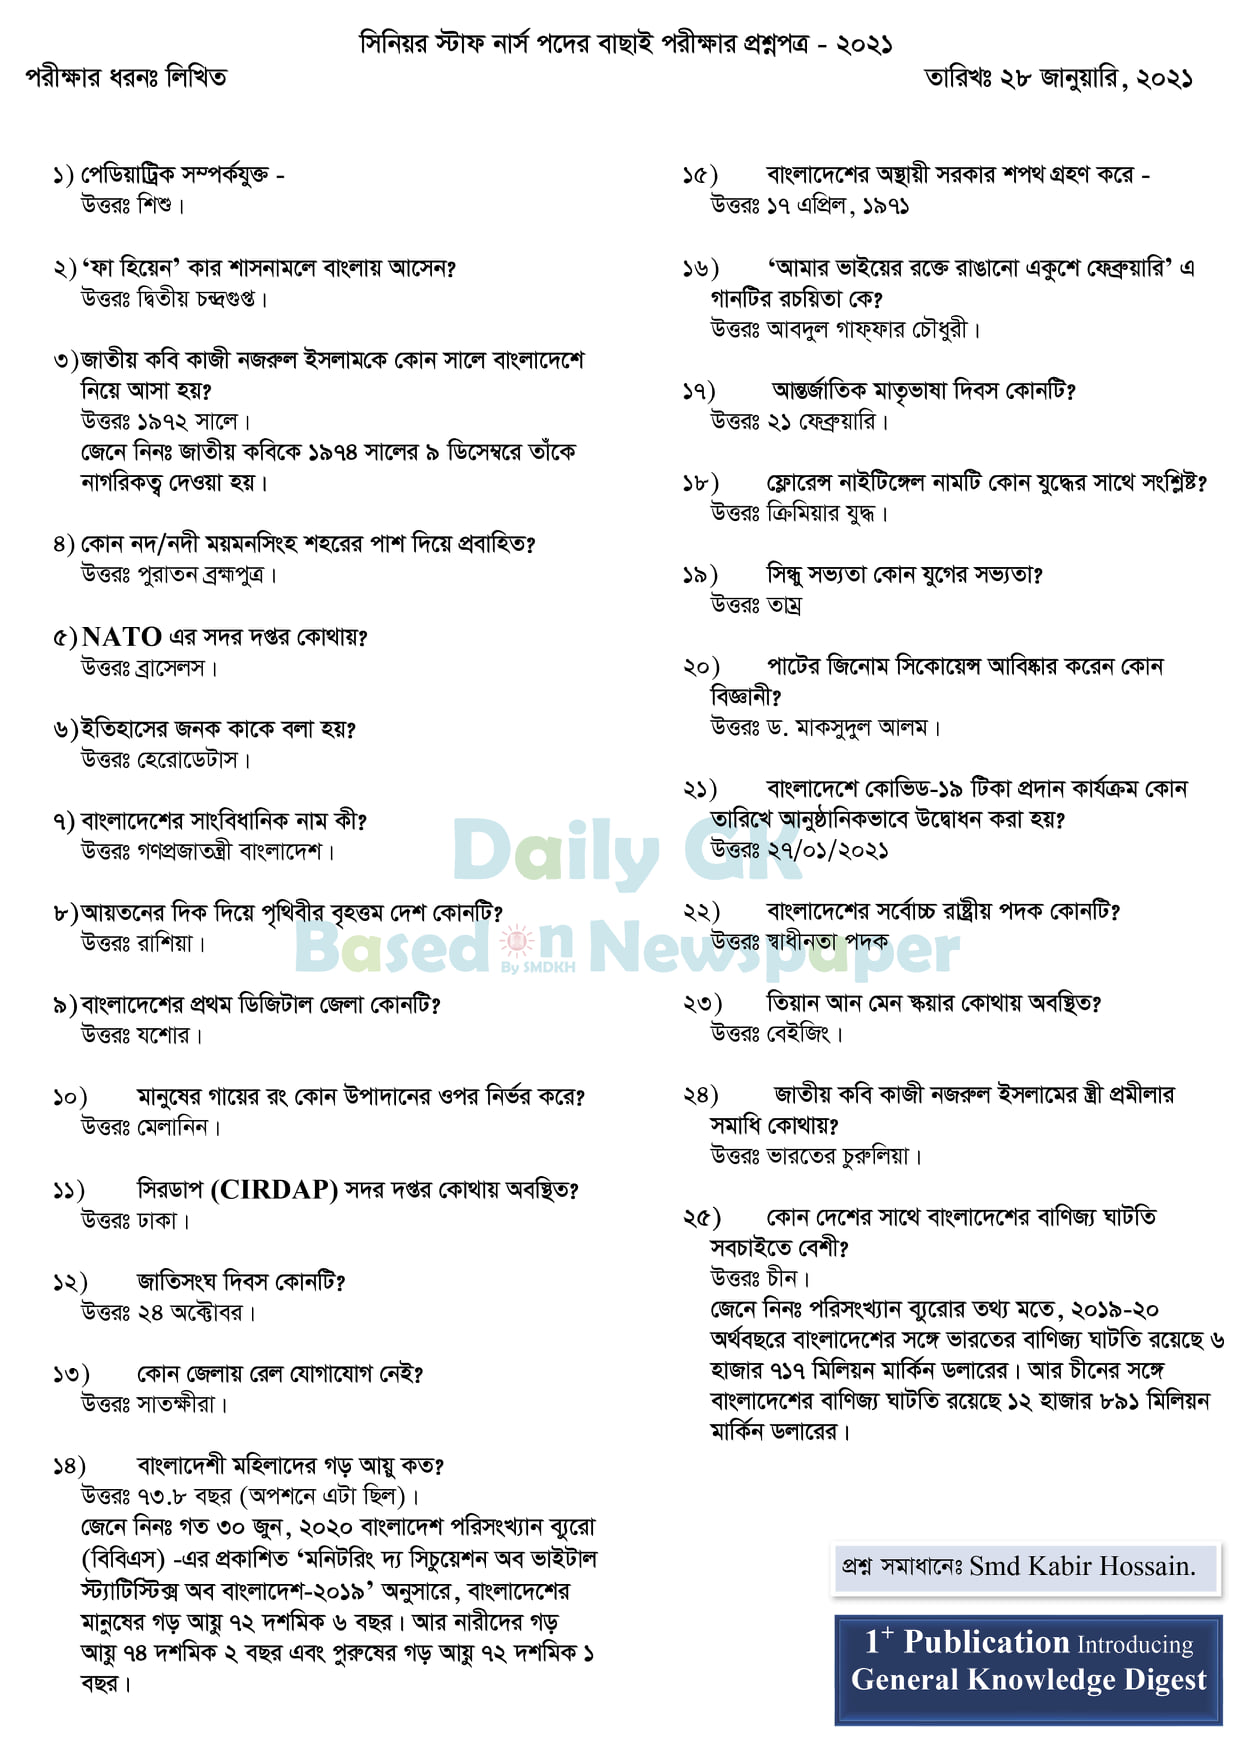 সিনিয়র স্টাফ নার্স পদের বাছাই পরীক্ষার প্রশ্নপত্র - ২০২১
পরীক্ষার ধরনঃ লিখিত
তারিখঃ ২৮ জানুয়ারি, ২০২১
১) পেডিয়াট্রিক সম্পর্কযুক্ত -
উত্তরঃ শিশু।
২) ‘ফা হিয়েন’ কার শাসনামলে বাংলায় আসেন?
উত্তরঃ দ্বিতীয় চন্দ্রগুপ্ত।
৩) জাতীয় কবি কাজী নজরুল ইসলামকে কোন সালে বাংলাদেশে
নিয়ে আসা হয়?
উত্তরঃ ১৯৭২ সালে।
জেনে নিনঃ জাতীয় কবিকে ১৯৭৪ সালের ৯ ডিসেম্বরে তাঁকে
নাগরিকত্ব দেওয়া হয়।
৪) কোন নদ/নদী ময়মনসিংহ শহরের পাশ দিয়ে প্রবাহিত?
উত্তরঃ পুরাতন ব্রহ্মপুত্র।
৫) NATO এর সদর দপ্তর কোথায়?
উত্তরঃ ব্রাসেলস।
৬) ইতিহাসের জনক কাকে বলা হয়?
উত্তরঃ হেরোডেটাস।
৭) বাংলাদেশের সাংবিধানিক নাম কী?
উত্তরঃ গণপ্রজাতন্ত্রী বাংলাদেশ।
৮) আয়তনের দিক দিয়ে পৃথিবীর বৃহত্তম দেশ কোনটি?
উত্তরঃ রাশিয়া।
৯) বাংলাদেশের প্রথম ডিজিটাল জেলা কোনটি?
উত্তরঃ যশোর।
১০) মানুষের গায়ের রং কোন উপাদানের ওপর নির্ভর করে?
উত্তরঃ মেলানিন।
১১) সিরডাপ (CIRDAP) সদর দপ্তর কোথায় অবস্থিত?
উত্তরঃ ঢাকা।
১২) জাতিসংঘ দিবস কোনটি?
উত্তরঃ ২৪ অক্টোবর।
১৩) কোন জেলায় রেল যোগাযোগ নেই?
উত্তরঃ সাতক্ষীরা।
১৪) বাংলাদেশী মহিলাদের গড় আয়ু কত?
উত্তরঃ ৭৩.৮ বছর (অপশনে এটা ছিল)।
জেনে নিনঃ গত ৩০ জুন, ২০২০ বাংলাদেশ পরিসংখ্যান ব্যুরো
(বিবিএস) -এর প্রকাশিত ‘মনিটরিং দ্য সিচুয়েশন অব ভাইটাল
স্ট্যাটিস্টিক্স অব বাংলাদেশ-২০১৯’ অনুসারে, বাংলাদেশের
মানুষের গড় আয়ু ৭২ দশমিক ৬ বছর। আর নারীদের গড়
আয়ু ৭৪ দশমিক ২ বছর এবং পুরুষের গড় আয়ু ৭২ দশমিক ১
বছর।
১৫) বাংলাদেশের অস্থায়ী সরকার শপথ গ্রহণ করে -
উত্তরঃ ১৭ এপ্রিল, ১৯৭১
১৬) ‘আমার ভাইয়ের রক্তে রাঙানো একুশে ফেব্রুয়ারি’ এ
গানটির রচয়িতা কে?
উত্তরঃ আবদুল গাফ্ফার চৌধুরী।
১৭) আন্তর্জাতিক মাতৃভাষা দিবস কোনটি?
উত্তরঃ ২১ ফেব্রুয়ারি।
১৮) ফ্লোরেন্স নাইটিঙ্গেল নামটি কোন যুদ্ধের সাথে সংশ্লিষ্ট?
উত্তরঃ ক্রিমিয়ার যুদ্ধ।
১৯) সিন্ধু সভ্যতা কোন যুগের সভ্যতা?
উত্তরঃ তাম্র
২০) পাটের জিনোম সিকোয়েন্স আবিষ্কার করেন কোন
বিজ্ঞানী?
উত্তরঃ ড. মাকসুদুল আলম।
২১) বাংলাদেশে কোভিড-১৯ টিকা প্রদান কার্যক্রম কোন
তারিখে আনুষ্ঠানিকভাবে উদ্বোধন করা হয়?
উত্তরঃ ২৭/০১/২০২১
২২) বাংলাদেশের সর্বোচ্চ রাষ্ট্রীয় পদক কোনটি?
উত্তরঃ স্বাধীনতা পদক
২৩) তিয়ান আন মেন স্কয়ার কোথায় অবস্থিত?
উত্তরঃ বেইজিং।
২৪) জাতীয় কবি কাজী নজরুল ইসলামের স্ত্রী প্রমীলার
সমাধি কোথায়?
উত্তরঃ ভারতের চুরুলিয়া।
২৫) কোন দেশের সাথে বাংলাদেশের বাণিজ্য ঘাটতি
সবচাইতে বেশী?
উত্তরঃ চীন।
জেনে নিনঃ পরিসংখ্যান ব্যুরোর তথ্য মতে, ২০১৯-২০
অর্থবছরে বাংলাদেশের সঙ্গে ভারতের বাণিজ্য ঘাটতি রয়েছে ৬
হাজার ৭১৭ মিলিয়ন মার্কিন ডলারের। আর চীনের সঙ্গে
বাংলাদেশের বাণিজ্য ঘাটতি রয়েছে ১২ হাজার ৮৯১ মিলিয়ন
মার্কিন ডলারের।
Daily GK
Based on Newspaper
By SMDKH
প্রশ্ন সমাধানেঃ Smd Kabir Hossain.
1+ Publication Introducing
General Knowledge Digest